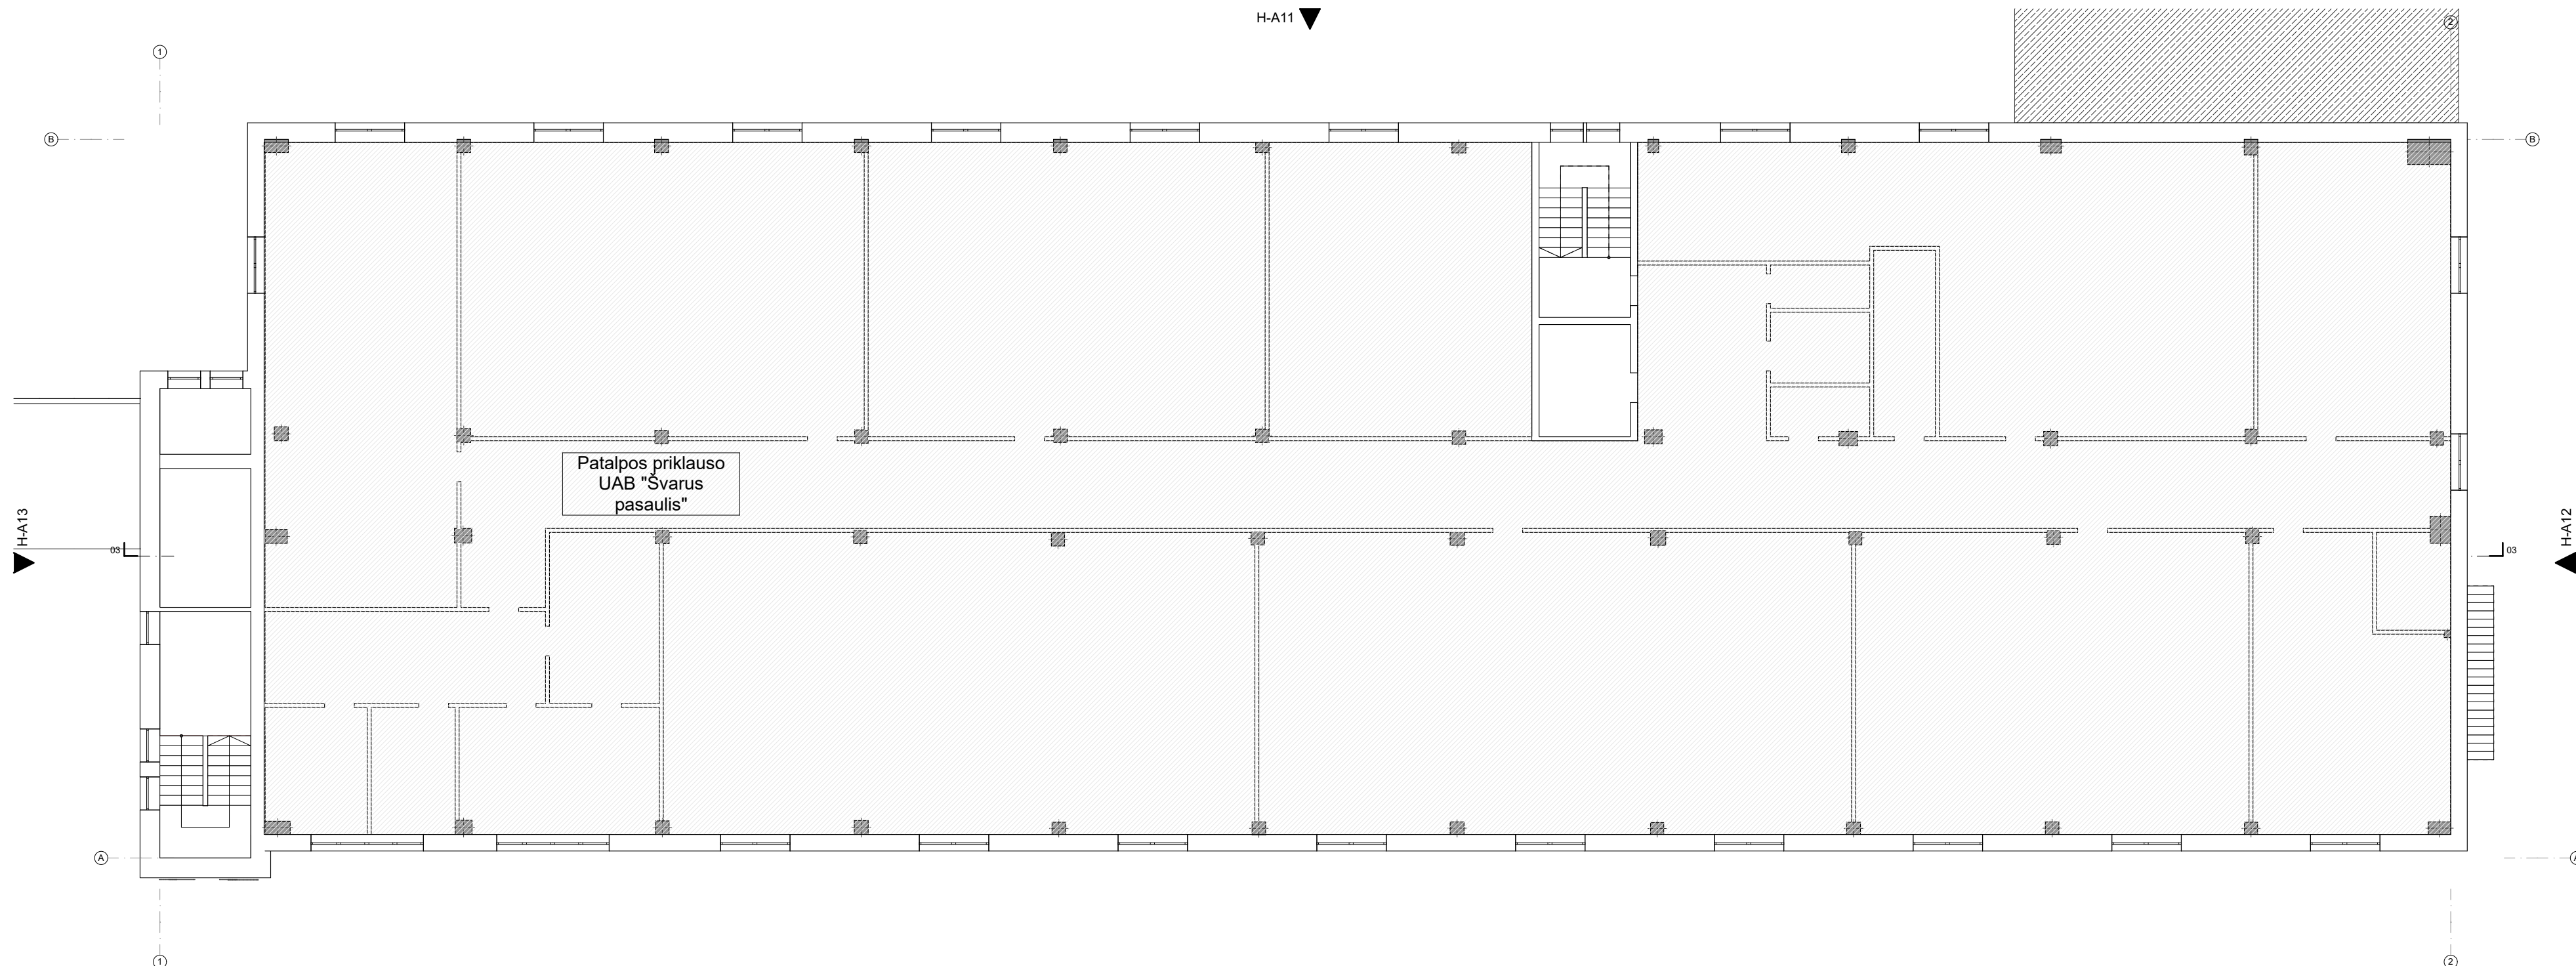 H-A11
2
1
B
B
Patalpos priklauso
UAB "Švarus
pasaulis"
H-A13
H-A12
03
03
A
A
1
2